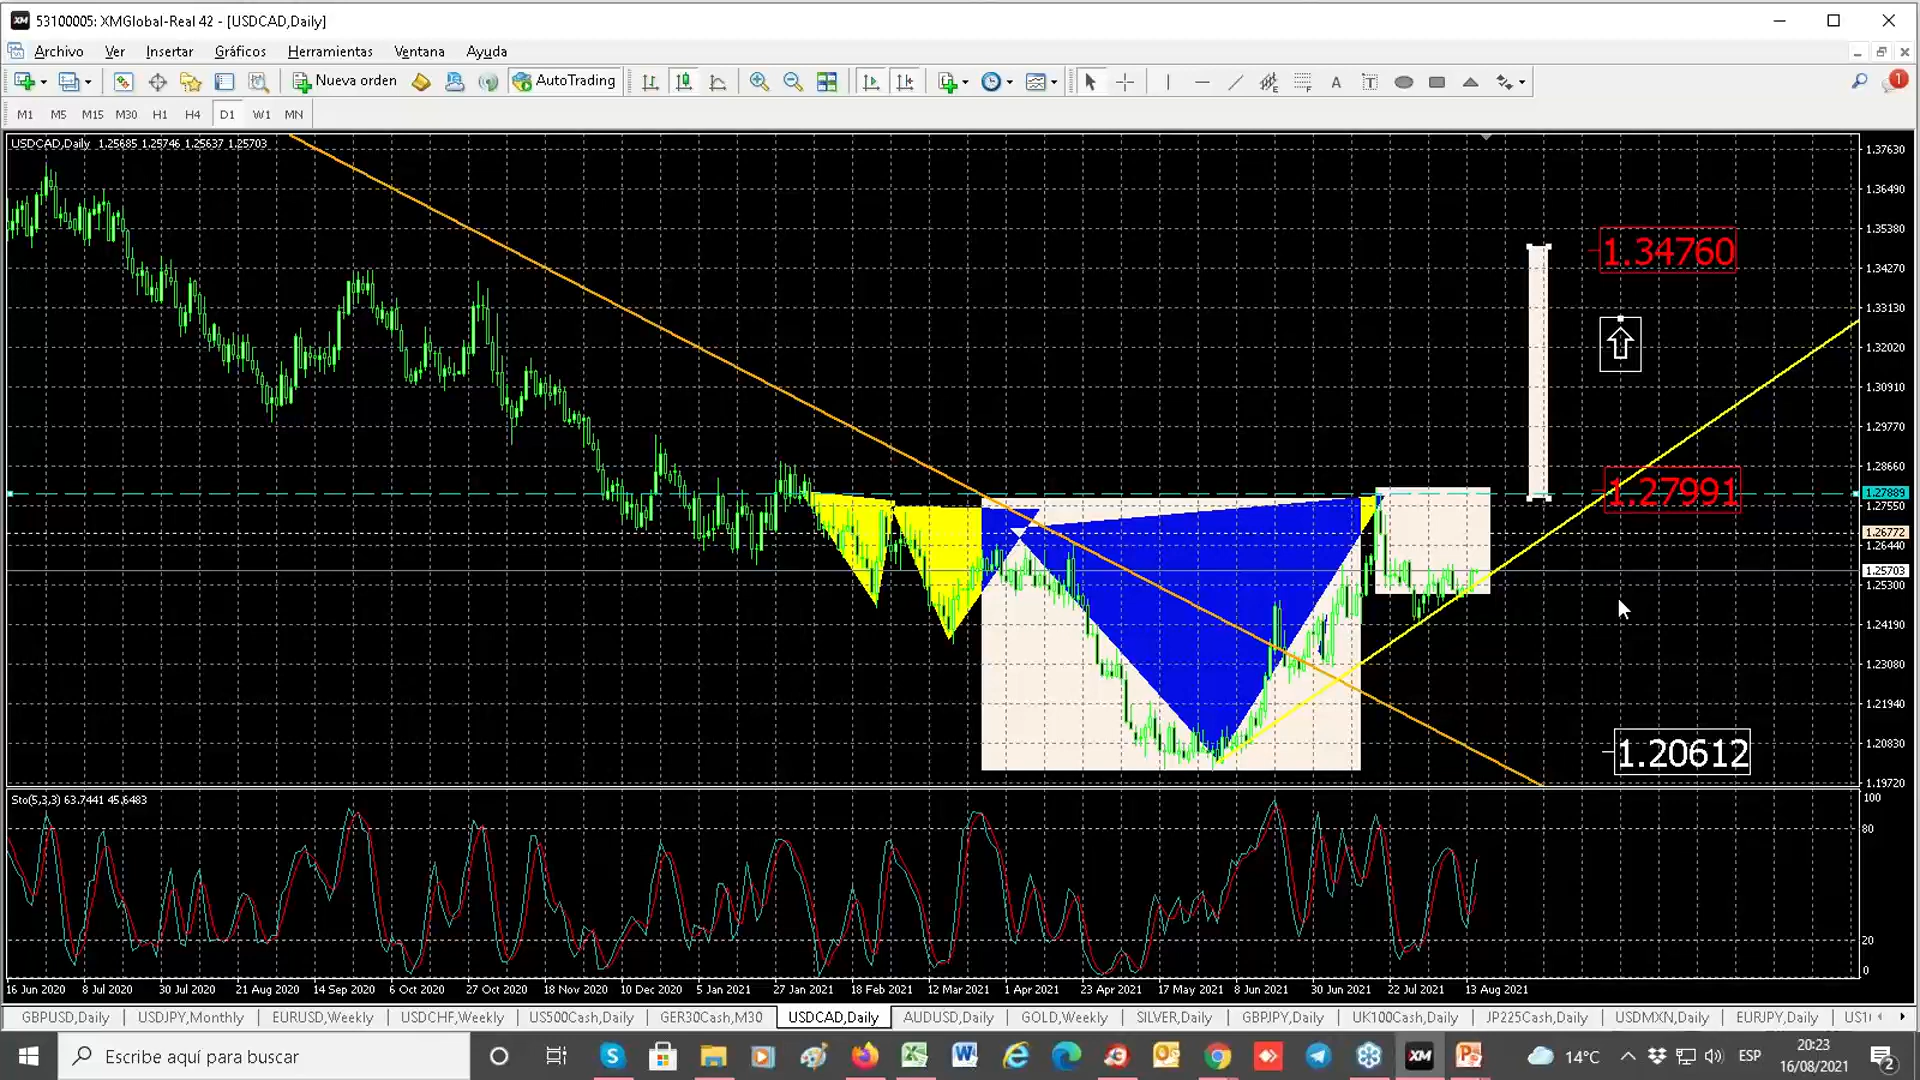 53100005: XMGlobal-Real 42 - [USDCAD,Daily]
Archivo Ver Insertar Gráficos Herramientas Ventana Ayuda
Nueva orden AutoTrading 1
M1 M5 M15 M30 H1 H4 D1 W1 MN
USDCAD,Daily 1.25685 1.25746 1.25637 1.25703
1.37630
1.36490
1.35380
1.34760
1.34270
1.33130
1.32020
1.30910
1.29770
1.28660
1.27991
1.27889
1.27550
1.26772
1.26440
1.25703
1.25300
1.24190
1.23080
1.21940
1.20612
1.20830
1.19720
Sto(5,3,3) 63.7441 45.6483
100
80
20
0
16 Jun 2020 8 Jul 2020 30 Jul 2020 21 Aug 2020 14 Sep 2020 6 Oct 2020 27 Oct 2020 18 Nov 2020 10 Dec 2020 5 Jan 2021 27 Jan 2021 18 Feb 2021 12 Mar 2021 1 Apr 2021 23 Apr 2021 17 May 2021 8 Jun 2021 30 Jun 2021 22 Jul 2021 13 Aug 2021
GBPUSD,Daily USDJPY,Monthly EURUSD,Weekly USDCHF,Weekly US500Cash,Daily GER30Cash,M30 USDCAD,Daily AUDUSD,Daily GOLD,Weekly SILVER,Daily GBPJPY,Daily UK100Cash,Daily JP225Cash,Daily USDMXN,Daily EURJPY,Daily
Escribe aquí para buscar
XM
14°C ESP
20:23
16/08/2021
2